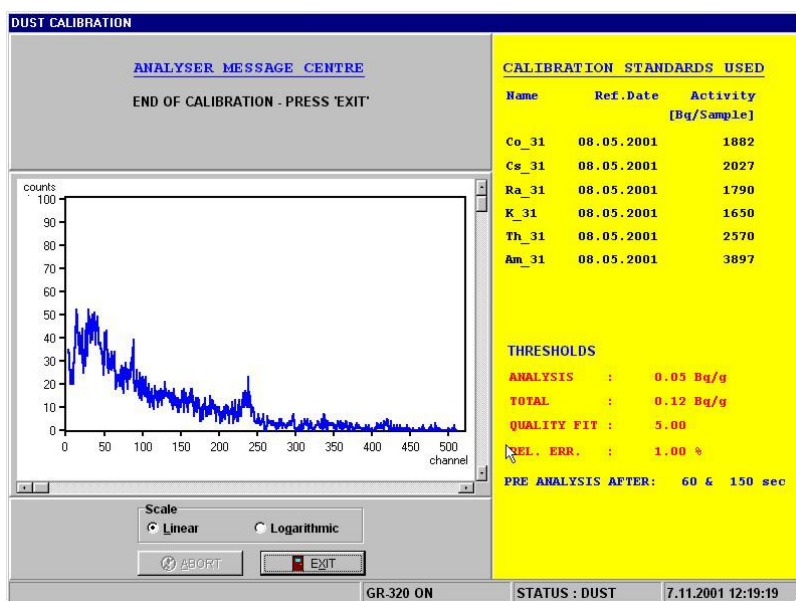 DUST CALIBRATION
ANALYSER MESSAGE CENTRE
END OF CALIBRATION - PRESS 'EXIT'
counts
100
90
80
70
60
50
40
30
20
10
0
0 50 100 150 200 250 300 350 400 450 500
channel
Scale
Linear Logarithmic
ABORT EXIT
CALIBRATION STANDARDS USED
Name Ref.Date Activity
[Bq/Sample]
Co_31 08.05.2001 1882
Cs_31 08.05.2001 2027
Ra_31 08.05.2001 1790
K_31 08.05.2001 1650
Th_31 08.05.2001 2570
Am_31 08.05.2001 3897
THRESHOLDS
ANALYSIS : 0.05 Bq/g
TOTAL : 0.12 Bq/g
QUALITY FIT : 5.00
REL. ERR. : 1.00 %
PRE ANALYSIS AFTER: 60 & 150 sec
GR-320 ON STATUS : DUST 7.11.2001 12:19:19